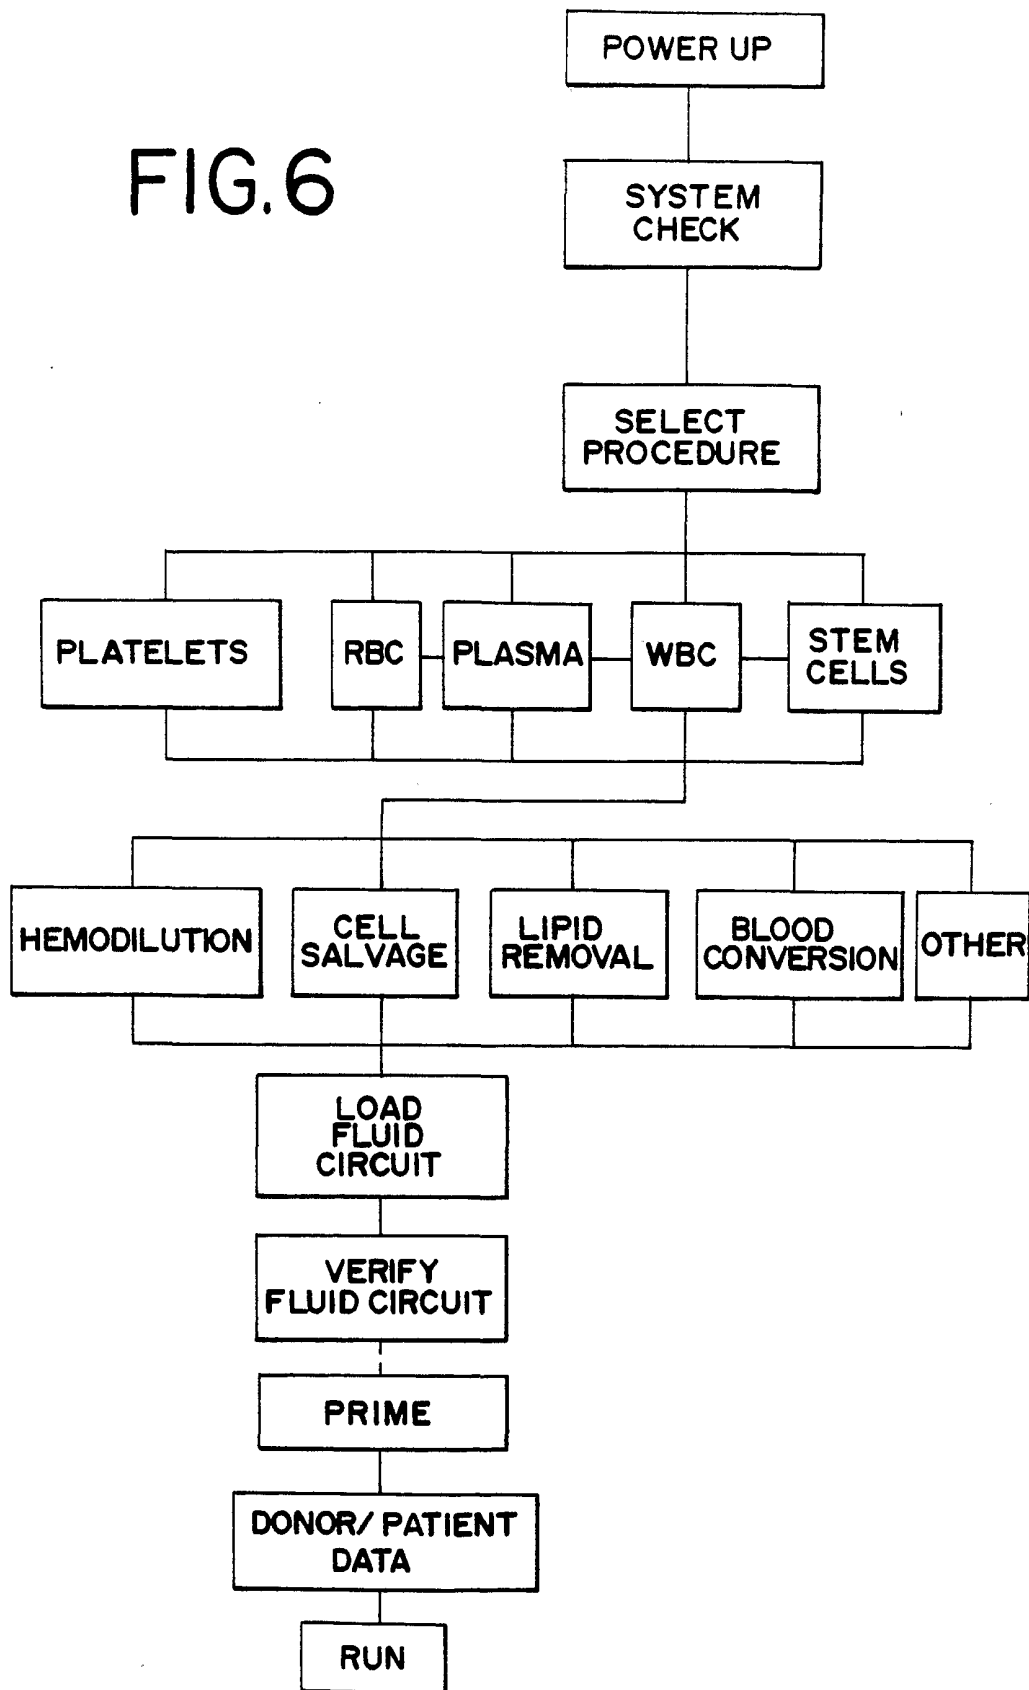 POWER UP
FIG.6
SYSTEM
CHECK
SELECT
PROCEDURE
PLATELETS
RBC
PLASMA
WBC
STEM
CELLS
HEMODILUTION
CELL
SALVAGE
LIPID
REMOVAL
BLOOD
CONVERSION
OTHER
LOAD
FLUID
CIRCUIT
VERIFY
FLUID CIRCUIT
PRIME
DONOR/ PATIENT
DATA
RUN